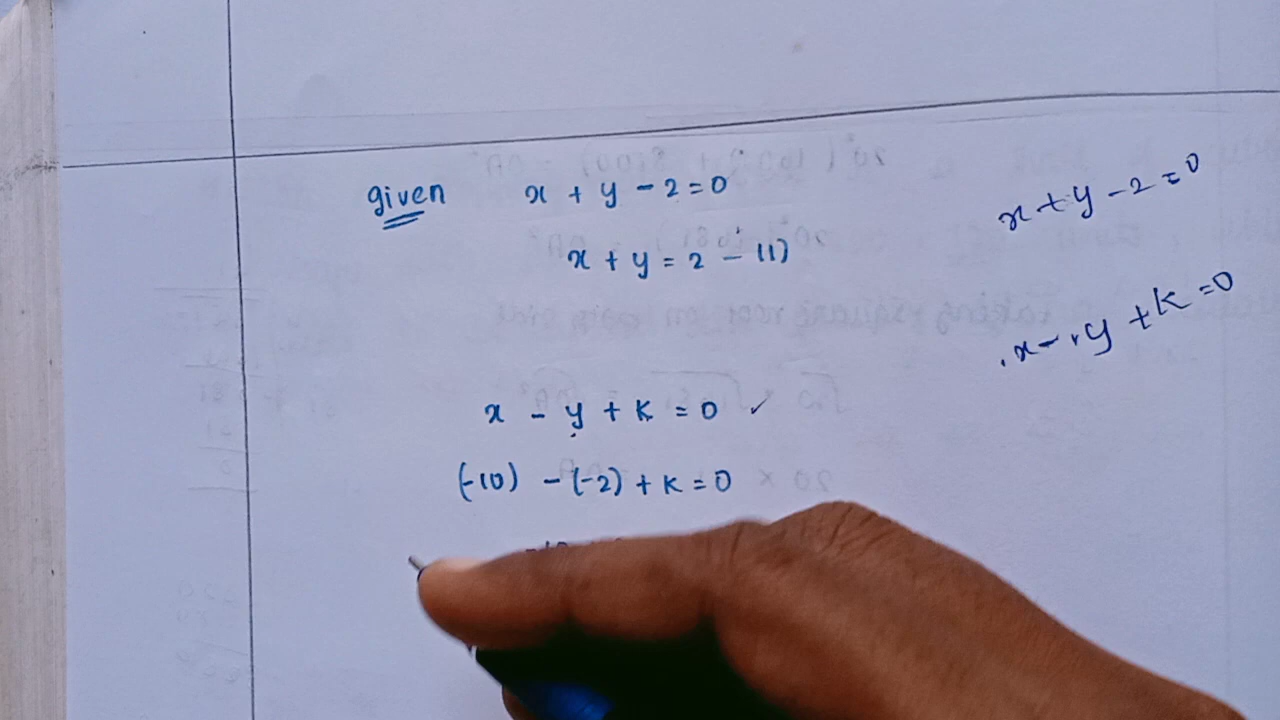 given x + y - 2 = 0
x + y = 2 - (1)
x - y + k = 0 ✓
(-10) - (-2) + k = 0
x + y - 2 = 0
x - y + k = 0